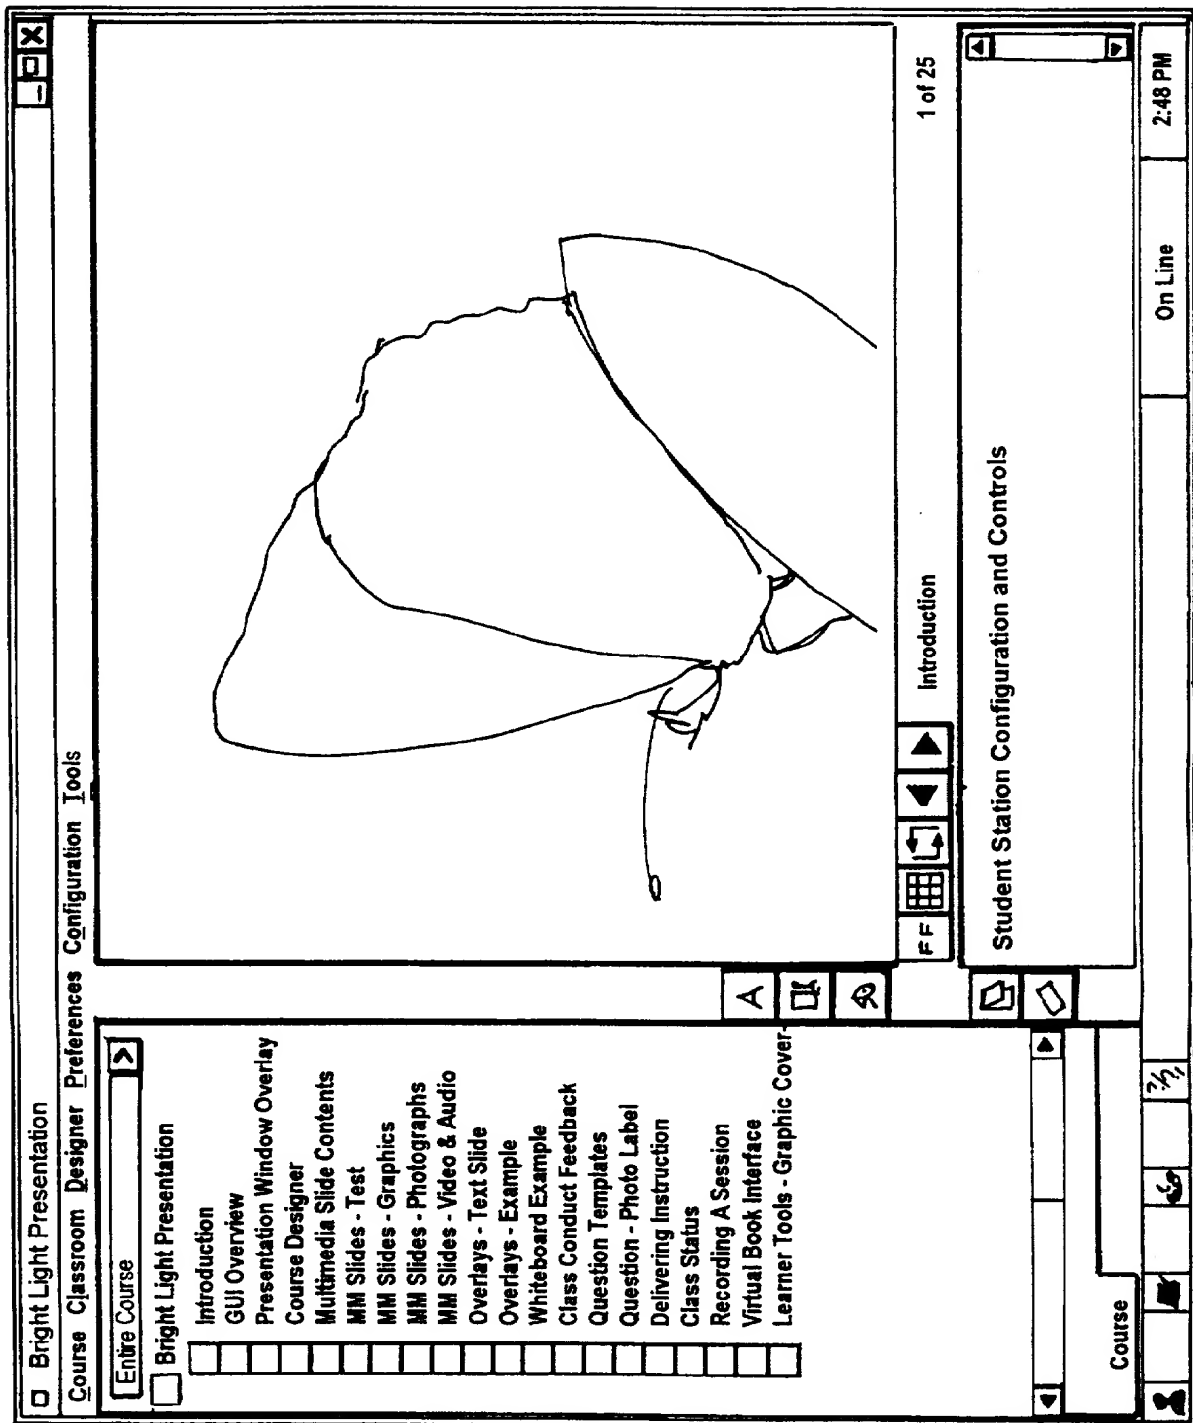 Bright Light Presentation
Course Classroom Designer Preferences Configuration Tools
Entire Course
Bright Light Presentation
Introduction
GUI Overview
Presentation Window Overlay
Course Designer
Multimedia Slide Contents
MM Slides - Test
MM Slides - Graphics
MM Slides - Photographs
MM Slides - Video & Audio
Overlays - Text Slide
Overlays - Example
Whiteboard Example
Class Conduct Feedback
Question Templates
Question - Photo Label
Delivering Instruction
Class Status
Recording A Session
Virtual Book Interface
Learner Tools - Graphic Cover-
Course
A
FF
Introduction
1 of 25
Student Station Configuration and Controls
On Line
2:48 PM